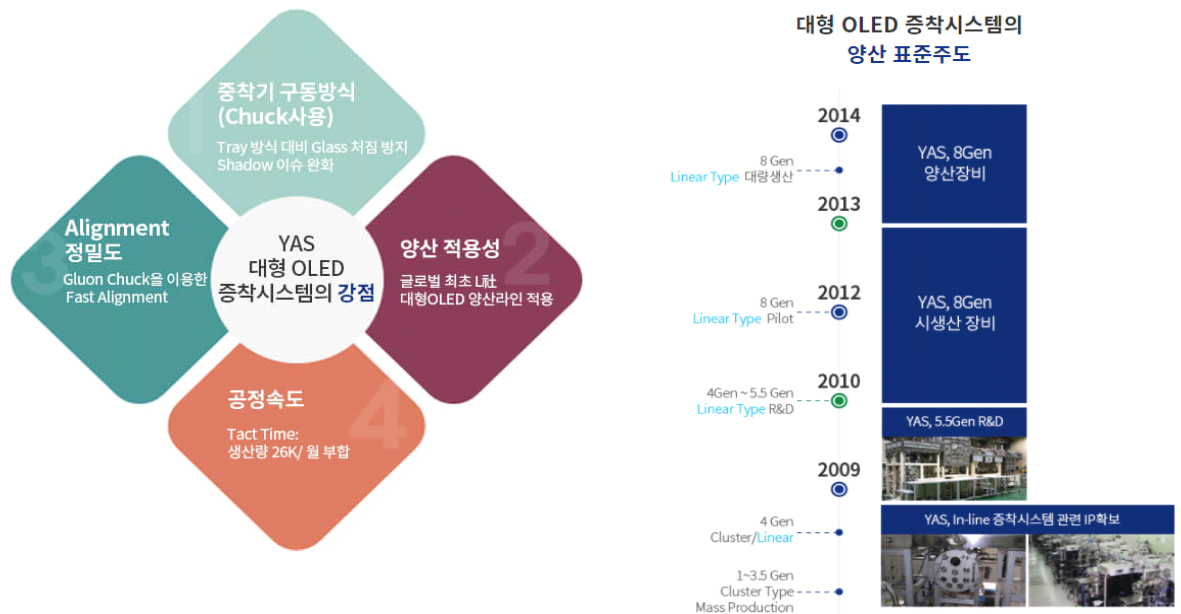 1
중착기 구동방식
(Chuck사용)
Tray 방식 대비 Glass 처짐 방지
Shadow 이슈 완화
2
양산 적용성
글로벌 최초 L社
대형OLED 양산라인 적용
3
Alignment
정밀도
Gluon Chuck을 이용한
Fast Alignment
4
공정속도
Tact Time:
생산량 26K/ 월 부합
YAS
대형 OLED
증착시스템의 강점
대형 OLED 증착시스템의
양산 표준주도
2014
8 Gen
Linear Type 대량생산
2013
2012
8 Gen
Linear Type Pilot
2010
4Gen ~ 5.5 Gen
Linear Type R&D
2009
4 Gen
Cluster/Linear
1~3.5 Gen
Cluster Type
Mass Production
YAS, 8Gen
양산장비
YAS, 8Gen
시생산 장비
YAS, 5.5Gen R&D
YAS, In-line 증착시스템 관련 IP확보